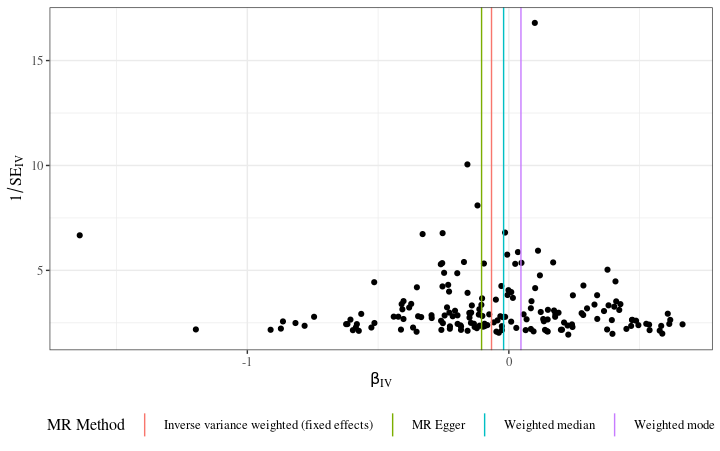 15
10
5
1/SE_IV
-1
0
β_IV
MR Method
Inverse variance weighted (fixed effects)
MR Egger
Weighted median
Weighted mode